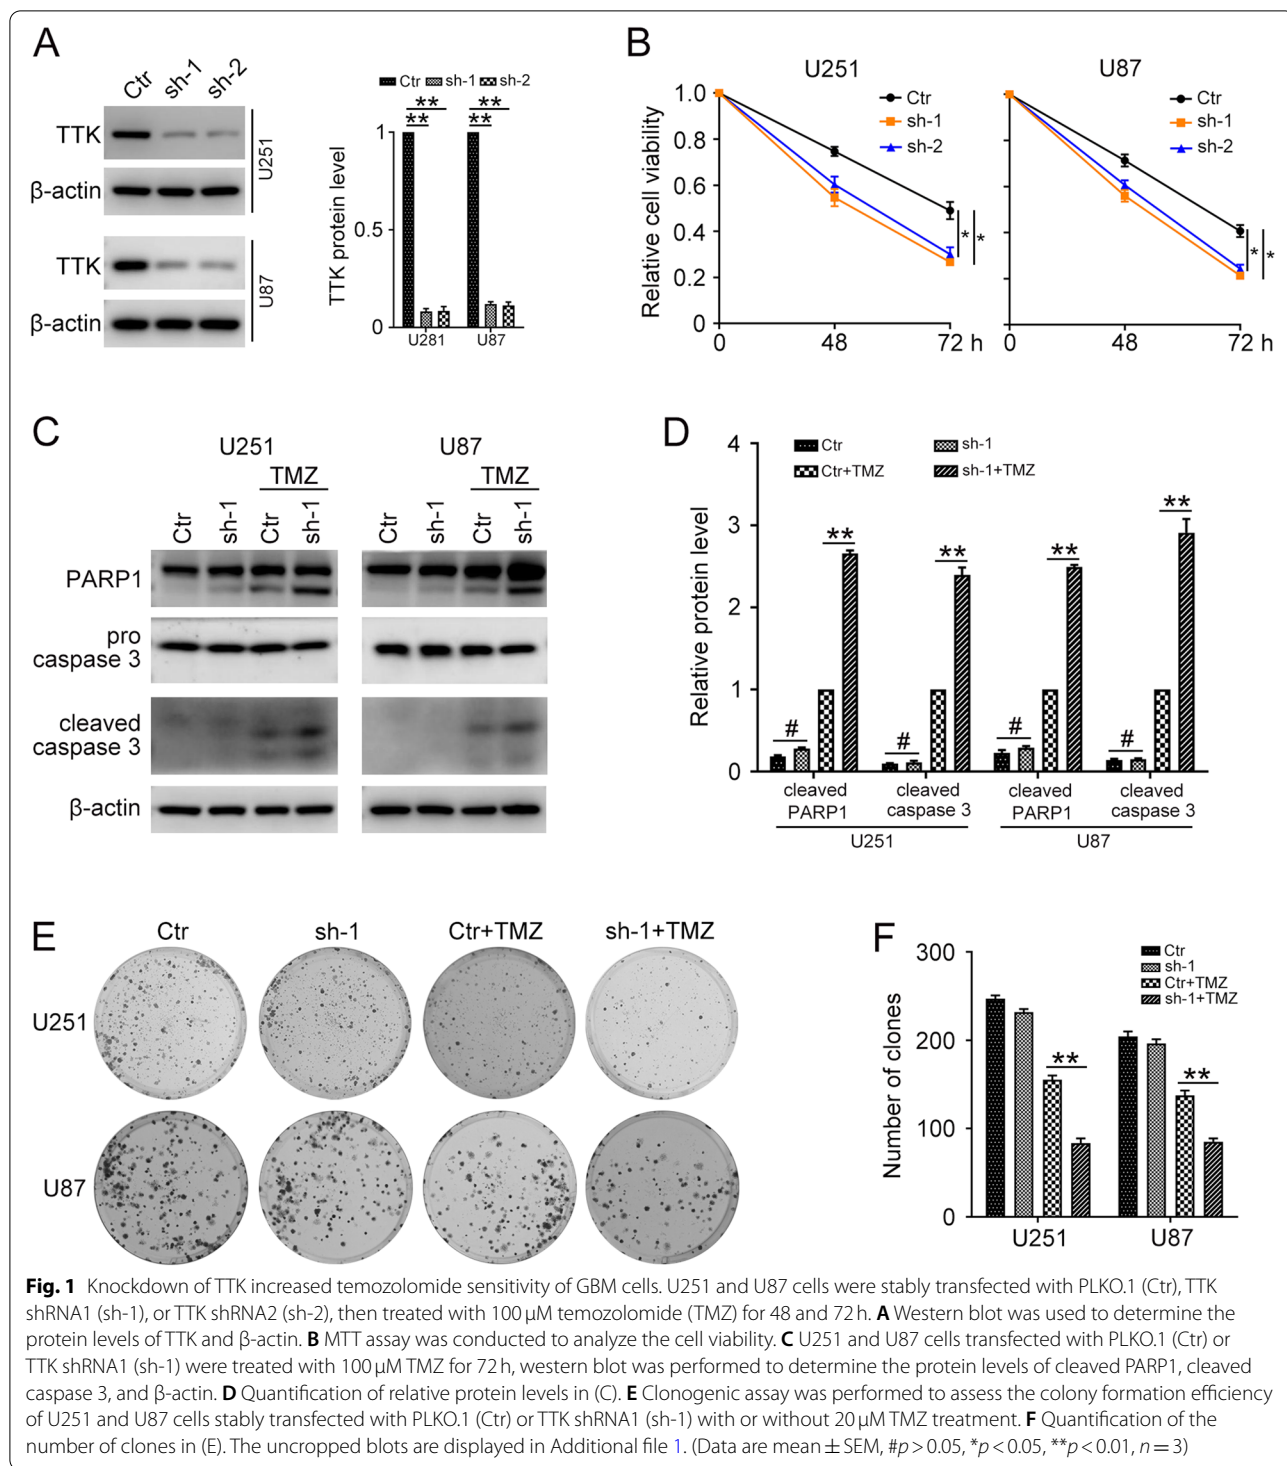 A
Ctr sh-1 sh-2
TTK
β-actin
U251
TTK
β-actin
U87
Ctr sh-1 sh-2
** **
** **
TTK protein level
1
0.5
0
U281 U87
B
U251
Relative cell viability
1.0
0.8
0.6
0.4
0.2
0 48 72 h
Ctr
sh-1
sh-2
* *
U87
Ctr
sh-1
sh-2
* *
0 48 72 h
C
U251 U87
TMZ TMZ
Ctr sh-1 Ctr sh-1 Ctr sh-1 Ctr sh-1
PARP1
pro
caspase 3
cleaved
caspase 3
β-actin
D
Ctr sh-1
Ctr+TMZ sh-1+TMZ
Relative protein level
4
3
2
1
0
# ** # ** # ** # **
cleaved cleaved cleaved cleaved
PARP1 caspase 3 PARP1 caspase 3
U251 U87
E
Ctr sh-1 Ctr+TMZ sh-1+TMZ
U251
U87
F
Number of clones
300
200
100
0
Ctr
sh-1
Ctr+TMZ
sh-1+TMZ
** **
U251 U87
Fig. 1 Knockdown of TTK increased temozolomide sensitivity of GBM cells. U251 and U87 cells were stably transfected with PLKO.1 (Ctr), TTK
shRNA1 (sh-1), or TTK shRNA2 (sh-2), then treated with 100 μM temozolomide (TMZ) for 48 and 72 h. A Western blot was used to determine the
protein levels of TTK and β-actin. B MTT assay was conducted to analyze the cell viability. C U251 and U87 cells transfected with PLKO.1 (Ctr) or
TTK shRNA1 (sh-1) were treated with 100 μM TMZ for 72 h, western blot was performed to determine the protein levels of cleaved PARP1, cleaved
caspase 3, and β-actin. D Quantification of relative protein levels in (C). E Clonogenic assay was performed to assess the colony formation efficiency
of U251 and U87 cells stably transfected with PLKO.1 (Ctr) or TTK shRNA1 (sh-1) with or without 20 μM TMZ treatment. F Quantification of the
number of clones in (E). The uncropped blots are displayed in Additional file 1. (Data are mean ± SEM, #p > 0.05, *p < 0.05, **p < 0.01, n = 3)